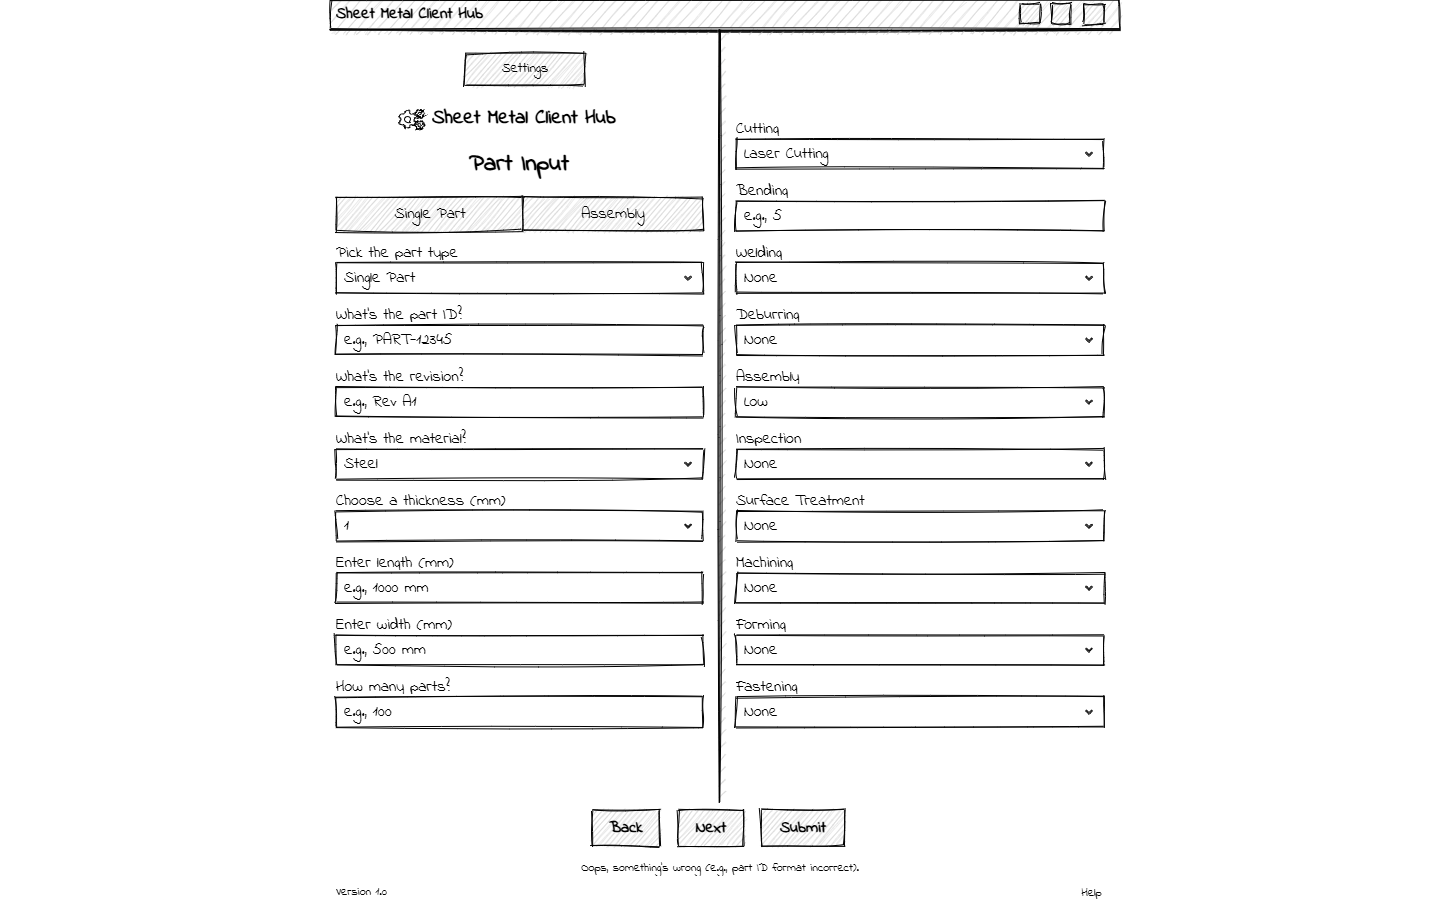 Sheet Metal Client Hub
Settings
Sheet Metal Client Hub
Part Input
Single Part
Assembly
Pick the part type
Single Part
What's the part ID?
e.g., PART-12345
What's the revision?
e.g., Rev A1
What's the material?
Steel
Choose a thickness (mm)
1
Enter length (mm)
e.g., 1000 mm
Enter width (mm)
e.g., 500 mm
How many parts?
e.g., 100
Cutting
Laser Cutting
Bending
e.g., 5
Welding
None
Deburring
None
Assembly
Low
Inspection
None
Surface Treatment
None
Machining
None
Forming
None
Fastening
None
Back
Next
Submit
Oops, something's wrong (e.g., part ID format incorrect).
Version 1.0
Help